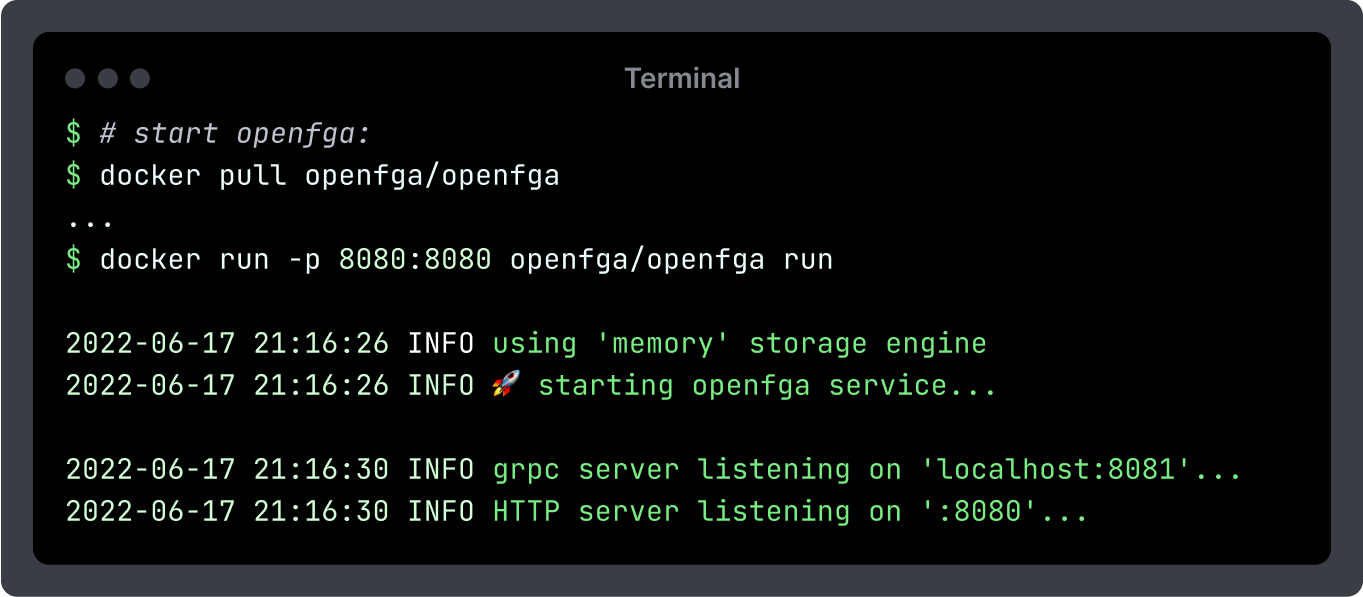 Terminal
$ # start openfga:
$ docker pull openfga/openfga
...
$ docker run -p 8080:8080 openfga/openfga run
2022-06-17 21:16:26 INFO using 'memory' storage engine
2022-06-17 21:16:26 INFO 🚀 starting openfga service...
2022-06-17 21:16:30 INFO grpc server listening on 'localhost:8081'...
2022-06-17 21:16:30 INFO HTTP server listening on ':8080'...